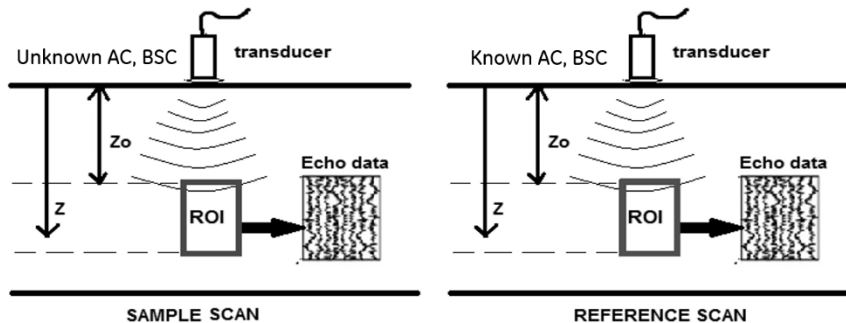 Unknown AC, BSC
transducer
Zo
Echo data
Z
ROI
SAMPLE SCAN
Known AC, BSC
transducer
Zo
Echo data
Z
ROI
REFERENCE SCAN